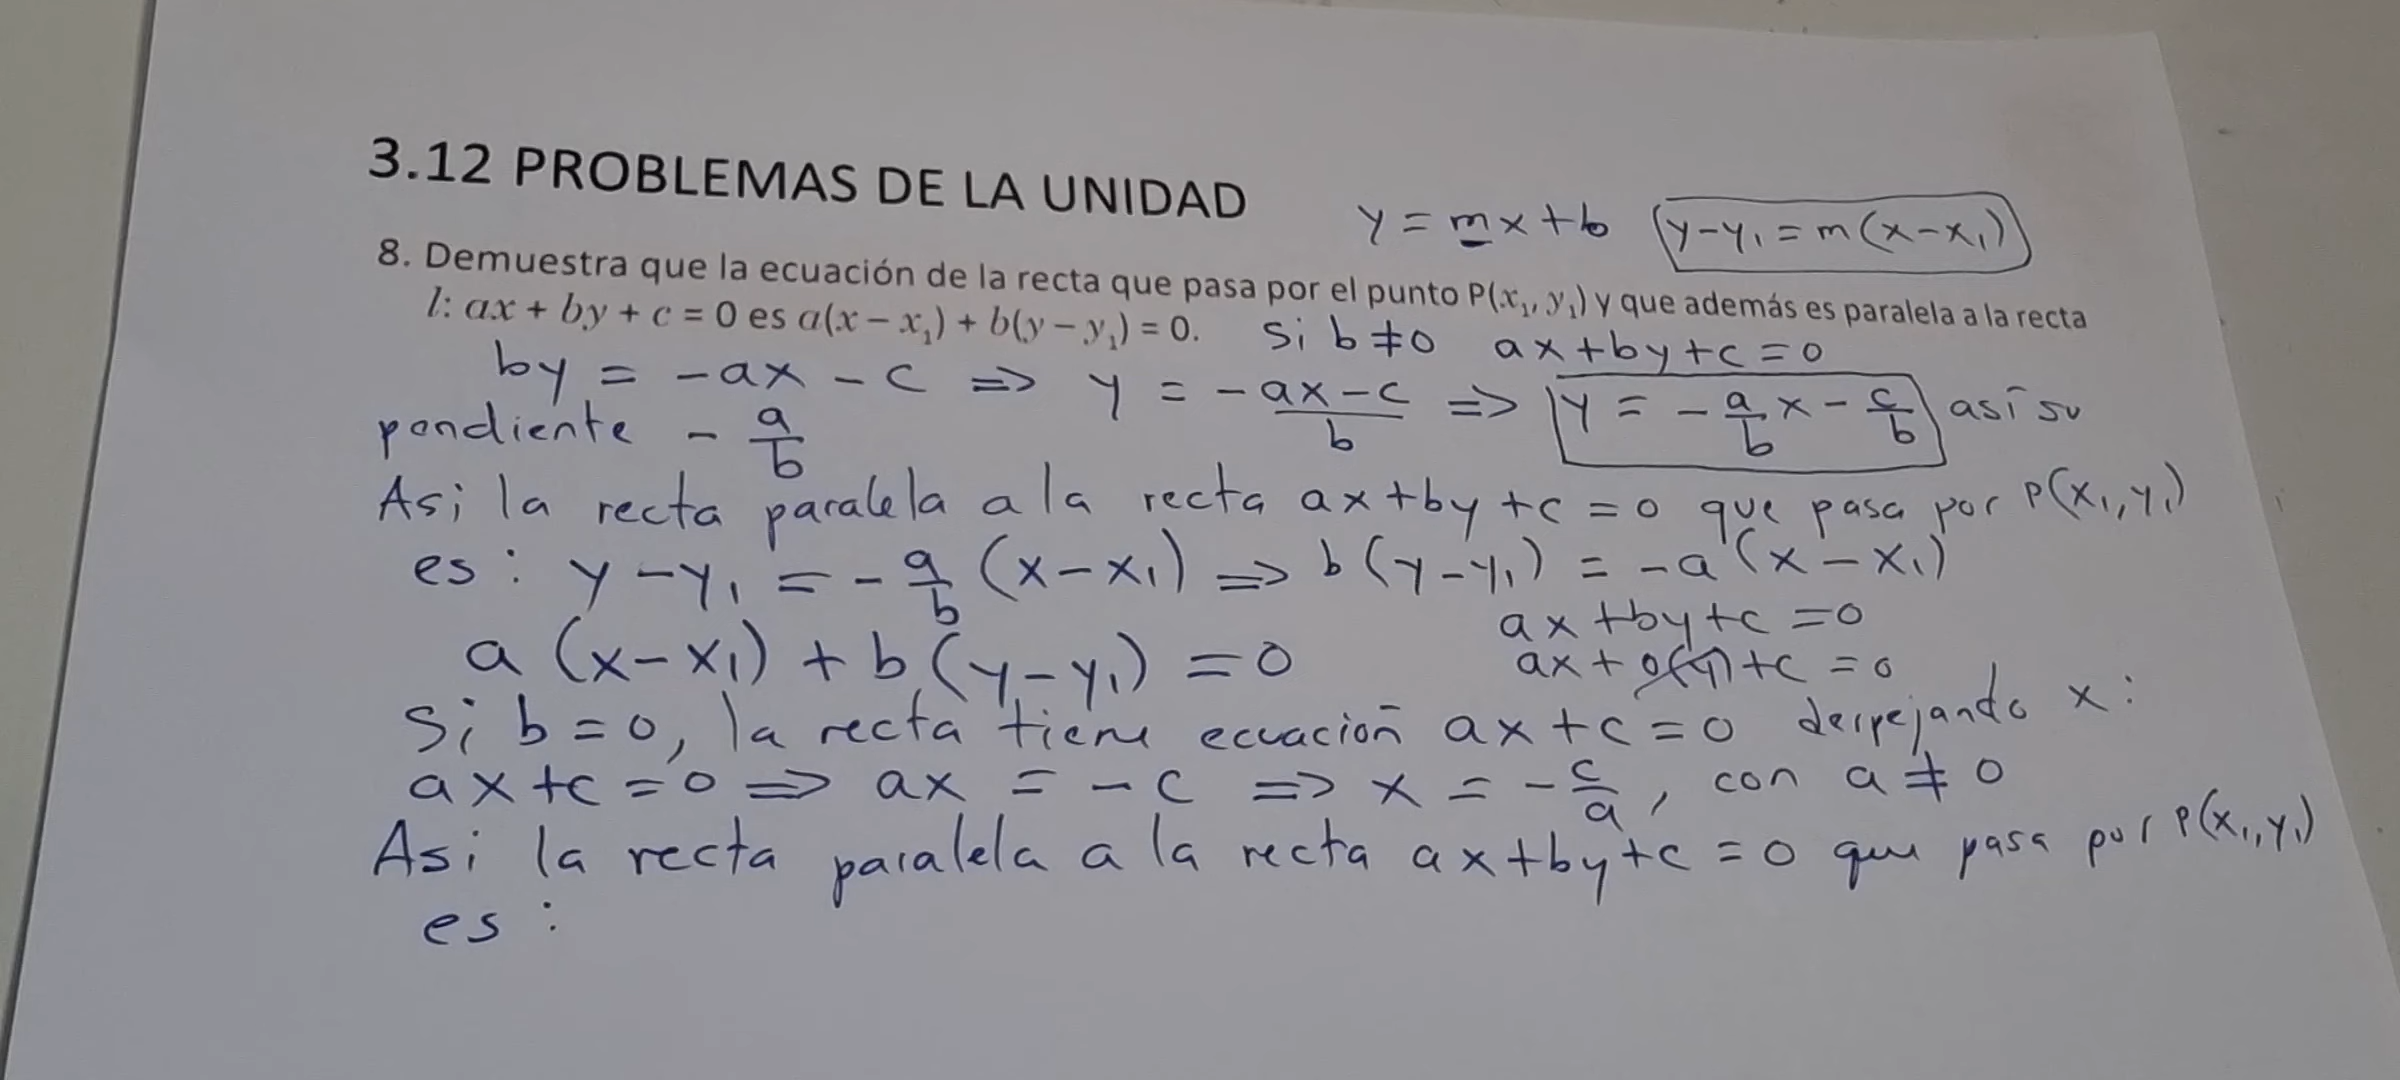 3.12 PROBLEMAS DE LA UNIDAD
y = mx + b y - y₁ = m(x - x₁)
8. Demuestra que la ecuación de la recta que pasa por el punto P(x₁, y₁) y que además es paralela a la recta
l: ax + by + c = 0 es a(x - x₁) + b(y - y₁) = 0. Si b ≠ 0 ax + by + c = 0
by = -ax - c => y = -ax - c / b => y = - a/b x - c/b así su
pendiente - a/b
Asi la recta paralela a la recta ax + by + c = 0 que pasa por P(x₁, y₁)
es: y - y₁ = - a/b (x - x₁) => b(y - y₁) = -a(x - x₁)
ax + by + c = 0
a(x - x₁) + b(y - y₁) = 0 ax + 0(y) + c = 0
Si b = 0, la recta tiene ecuación ax + c = 0 despejando x:
ax + c = 0 => ax = -c => x = - c/a, con a ≠ 0
Asi la recta paralela a la recta ax + by + c = 0 que pasa por P(x₁, y₁)
es: